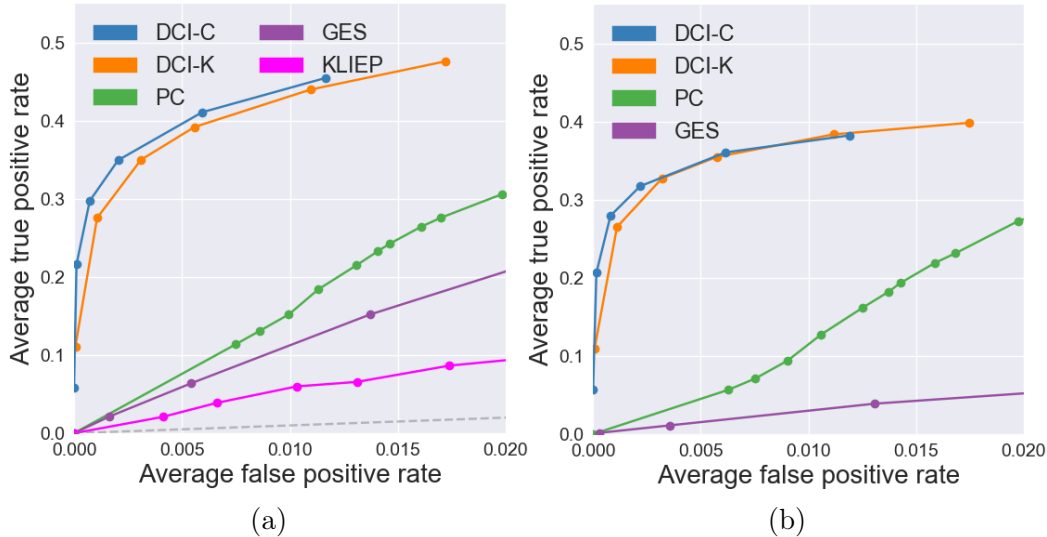 DCI-C
DCI-K
PC
GES
KLIEP
Average true positive rate
0.5
0.4
0.3
0.2
0.1
0.0
0.000
0.005
0.010
0.015
0.020
Average false positive rate
(a)
DCI-C
DCI-K
PC
GES
Average true positive rate
0.5
0.4
0.3
0.2
0.1
0.0
0.000
0.005
0.010
0.015
0.020
Average false positive rate
(b)